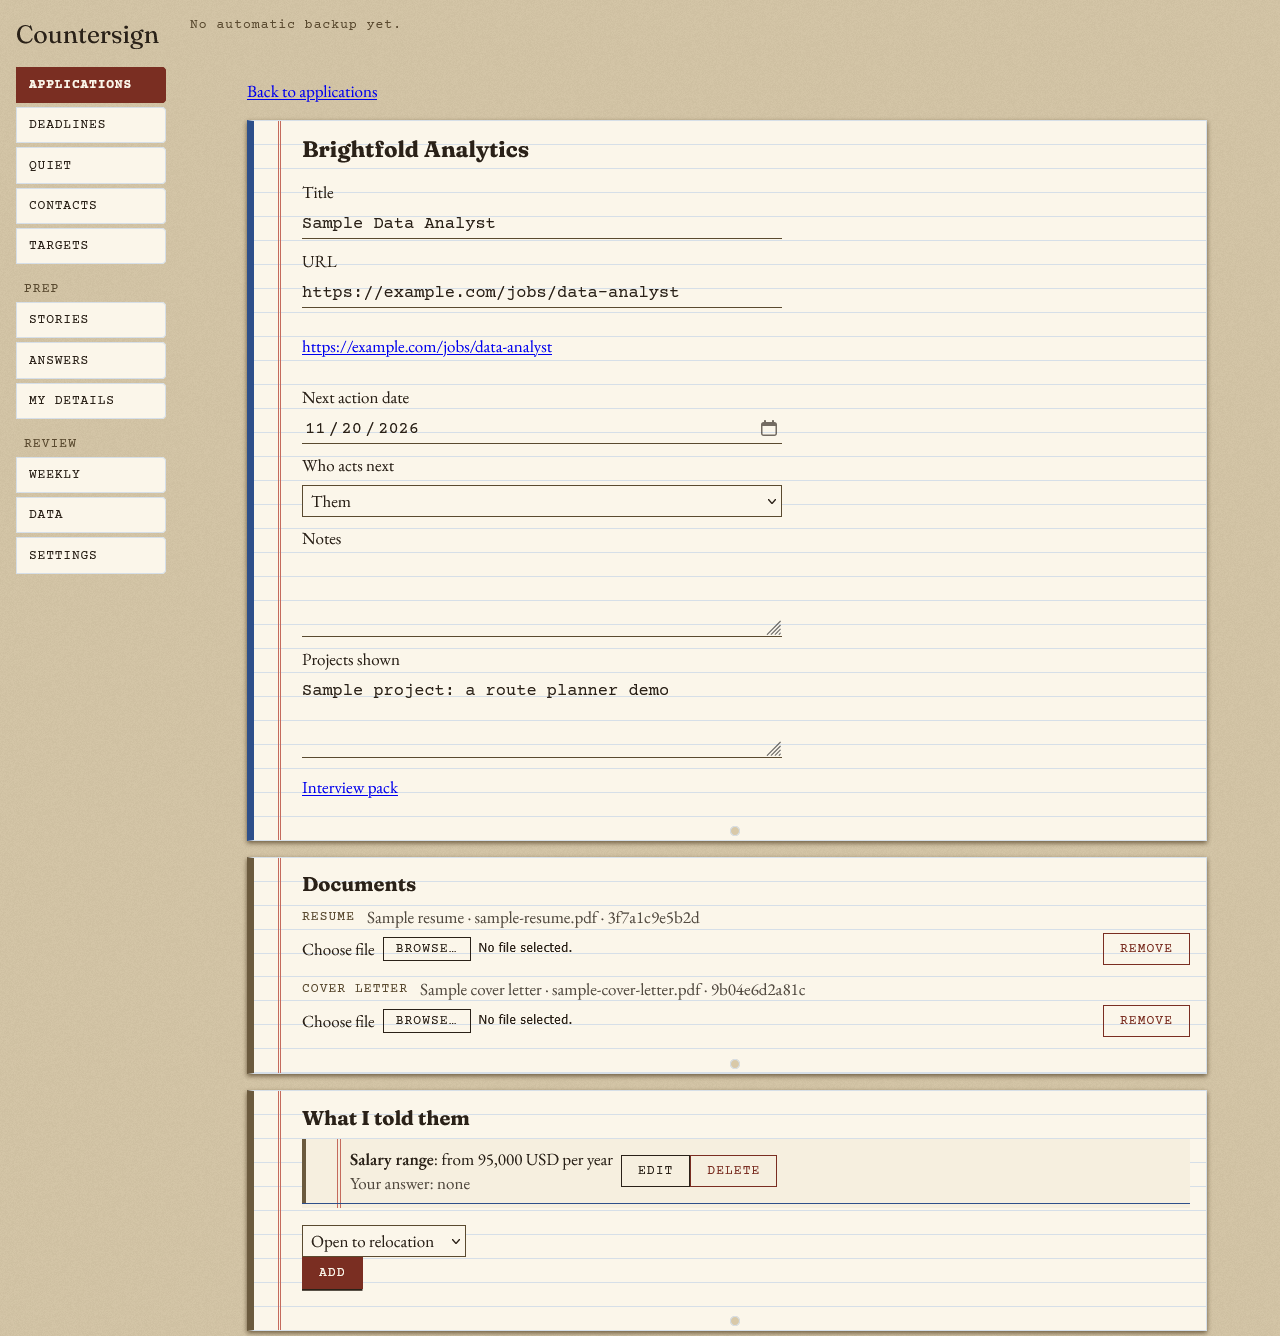 Countersign
No automatic backup yet.
APPLICATIONS
DEADLINES
QUIET
CONTACTS
TARGETS
PREP
STORIES
ANSWERS
MY DETAILS
REVIEW
WEEKLY
DATA
SETTINGS
Back to applications
Brightfold Analytics
Title
Sample Data Analyst
URL
https://example.com/jobs/data-analyst
https://example.com/jobs/data-analyst
Next action date
11/20/2026
Who acts next
Them
Notes
Projects shown
Sample project: a route planner demo
Interview pack
Documents
RESUME Sample resume · sample-resume.pdf · 3f7a1c9e5b2d
Choose file BROWSE… No file selected. REMOVE
COVER LETTER Sample cover letter · sample-cover-letter.pdf · 9b04e6d2a81c
Choose file BROWSE… No file selected. REMOVE
What I told them
Salary range: from 95,000 USD per year EDIT DELETE
Your answer: none
Open to relocation
ADD